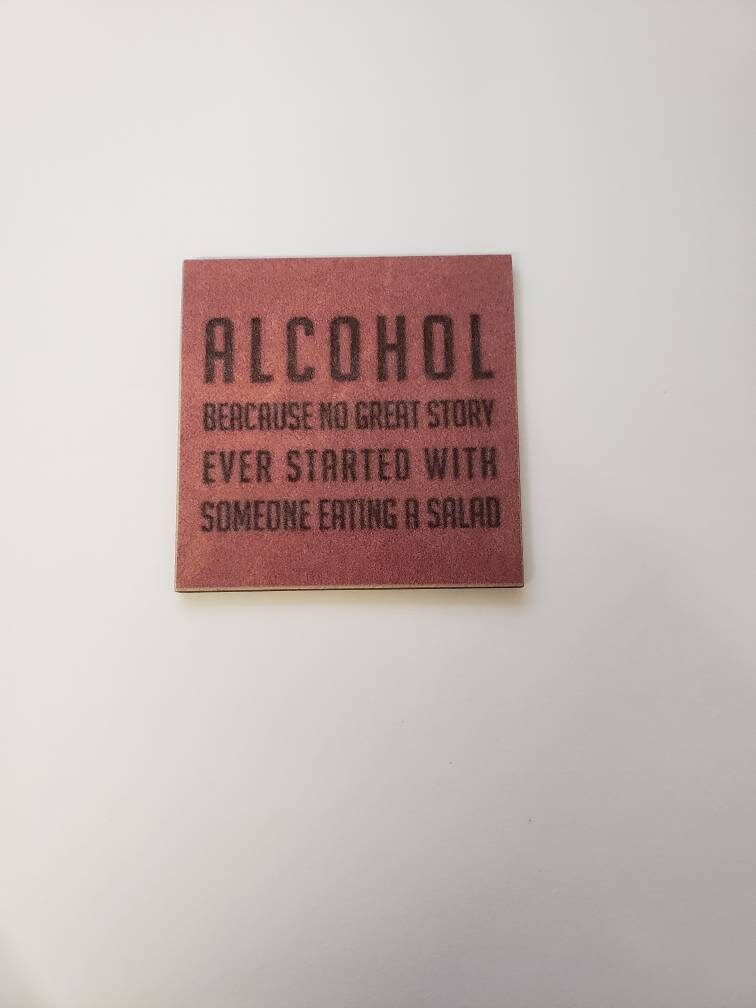 ALCOHOL
BEACAUSE NO GREAT STORY
EVER STARTED WITH
SOMEONE EATING A SALAD